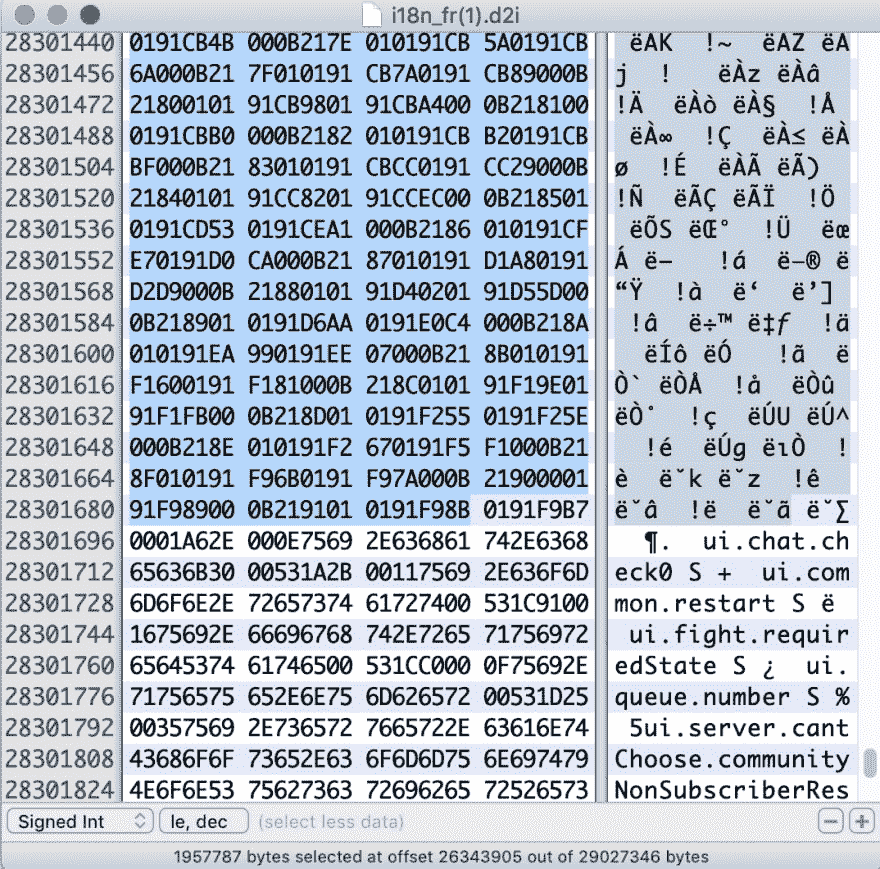 i18n_fr(1).d2i
28301440 0191CB4B 000B217E 010191CB 5A0191CB ëÀK !~ ëÀZ ëÀ
28301456 6A000B21 7F010191 CB7A0191 CB89000B j ! ëÀz ëÀâ
28301472 21800101 91CB9801 91CBA400 0B218100 !Ä ëÀò ëÀ§ !Å
28301488 0191CBB0 000B2182 010191CB B20191CB ëÀ∞ !Ç ëÀ≤ ëÀ
28301504 BF000B21 83010191 CBCC0191 CC29000B ø !É ëÀÃ ëÃ)
28301520 21840101 91CC8201 91CCEC00 0B218501 !Ñ ëÃÇ ëÃÏ !Ö
28301536 0191CD53 0191CEA1 000B2186 010191CF ëÕS ëŒ° !Ü ëœ
28301552 E70191D0 CA000B21 87010191 D1A80191 Á ë– !á ë—® ë
28301568 D2D9000B 21880101 91D40201 91D55D00 “Ÿ !à ë‘ ë’]
28301584 0B218901 0191D6AA 0191E0C4 000B218A !â ë÷™ ë‡ƒ !ä
28301600 010191EA 990191EE 07000B21 8B010191 ëÍô ëÓ !ã ë
28301616 F1600191 F181000B 218C0101 91F19E01 Ò` ëÒÅ !å ëÒû
28301632 91F1FB00 0B218D01 0191F255 0191F25E ëÒ˚ !ç ëÚU ëÚ^
28301648 000B218E 010191F2 670191F5 F1000B21 !é ëÚg ëıÒ !
28301664 8F010191 F96B0191 F97A000B 21900001 è ë˘k ë˘z !ê
28301680 91F98900 0B219101 0191F98B 0191F9B7 ë˘â !ë ë˘ã ë˘∑
28301696 0001A62E 000E7569 2E636861 742E6368 ¶. ui.chat.ch
28301712 65636B30 00531A2B 00117569 2E636F6D eck0 S + ui.com
28301728 6D6F6E2E 72657374 61727400 531C9100 mon.restart S ë
28301744 1675692E 66696768 742E7265 71756972 ui.fight.requir
28301760 65645374 61746500 531CC000 0F75692E edState S ¿ ui.
28301776 71756575 652E6E75 6D626572 00531D25 queue.number S %
28301792 00357569 2E736572 7665722E 63616E74 5ui.server.cant
28301808 43686F6F 73652E63 6F6D6D75 6E697479 Choose.community
28301824 4E6F6E53 75627363 72696265 72526573 NonSubscriberRes
Signed Int le, dec (select less data)
1957787 bytes selected at offset 26343905 out of 29027346 bytes